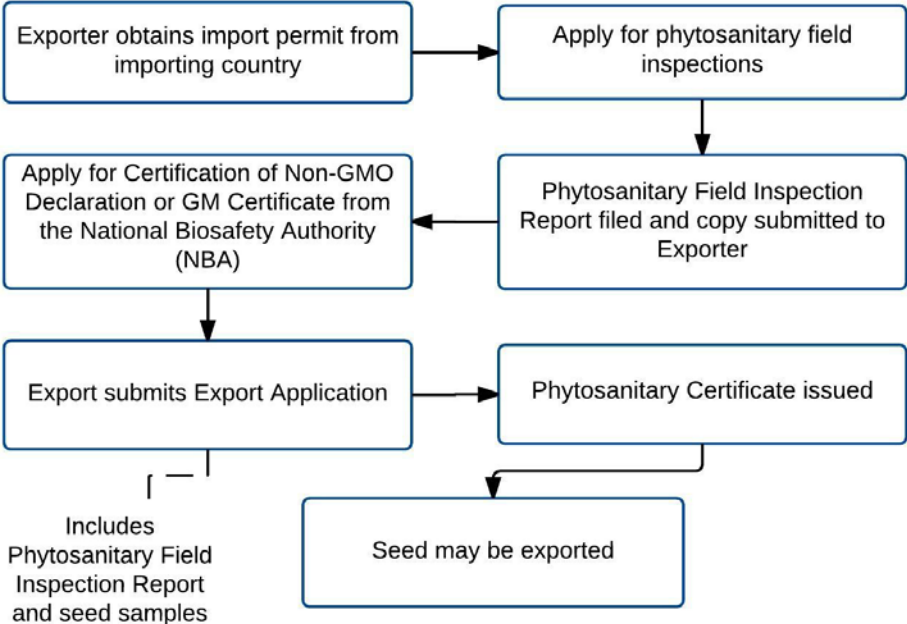 Exporter obtains import permit from
importing country
Apply for phytosanitary field
inspections
Phytosanitary Field Inspection
Report filed and copy submitted to
Exporter
Apply for Certification of Non-GMO
Declaration or GM Certificate from
the National Biosafety Authority
(NBA)
Export submits Export Application
Phytosanitary Certificate issued
Includes
Phytosanitary Field
Inspection Report
and seed samples
Seed may be exported